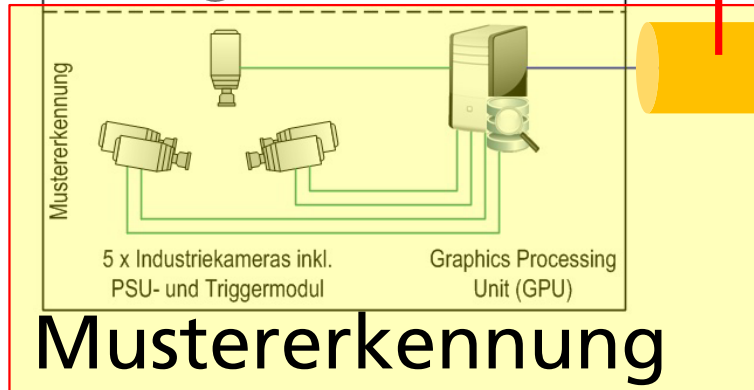 Mustererkennung
5 x Industriekameras inkl.
PSU- und Triggermodul
Graphics Processing
Unit (GPU)
Mustererkennung